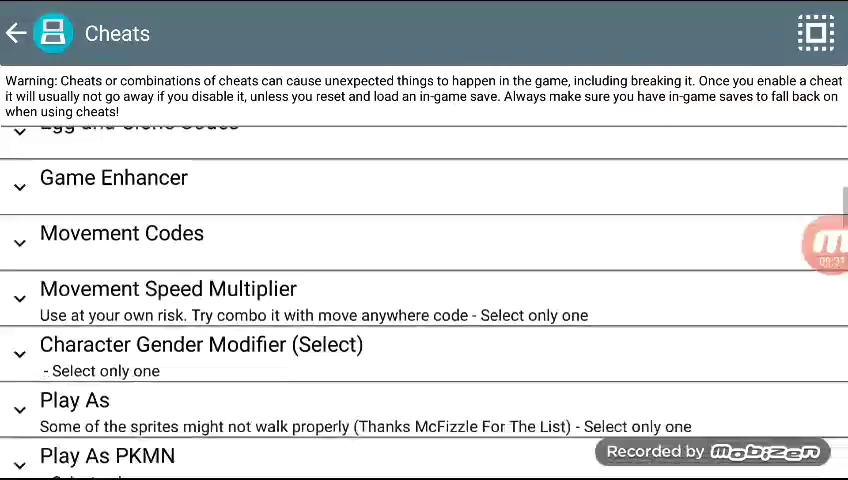 Cheats
Warning: Cheats or combinations of cheats can cause unexpected things to happen in the game, including breaking it. Once you enable a cheat
it will usually not go away if you disable it, unless you reset and load an in-game save. Always make sure you have in-game saves to fall back on
when using cheats!
Game Enhancer
Movement Codes
Movement Speed Multiplier
Use at your own risk. Try combo it with move anywhere code - Select only one
Character Gender Modifier (Select)
- Select only one
Play As
Some of the sprites might not walk properly (Thanks McFizzle For The List) - Select only one
Recorded by mobizen
Play As PKMN